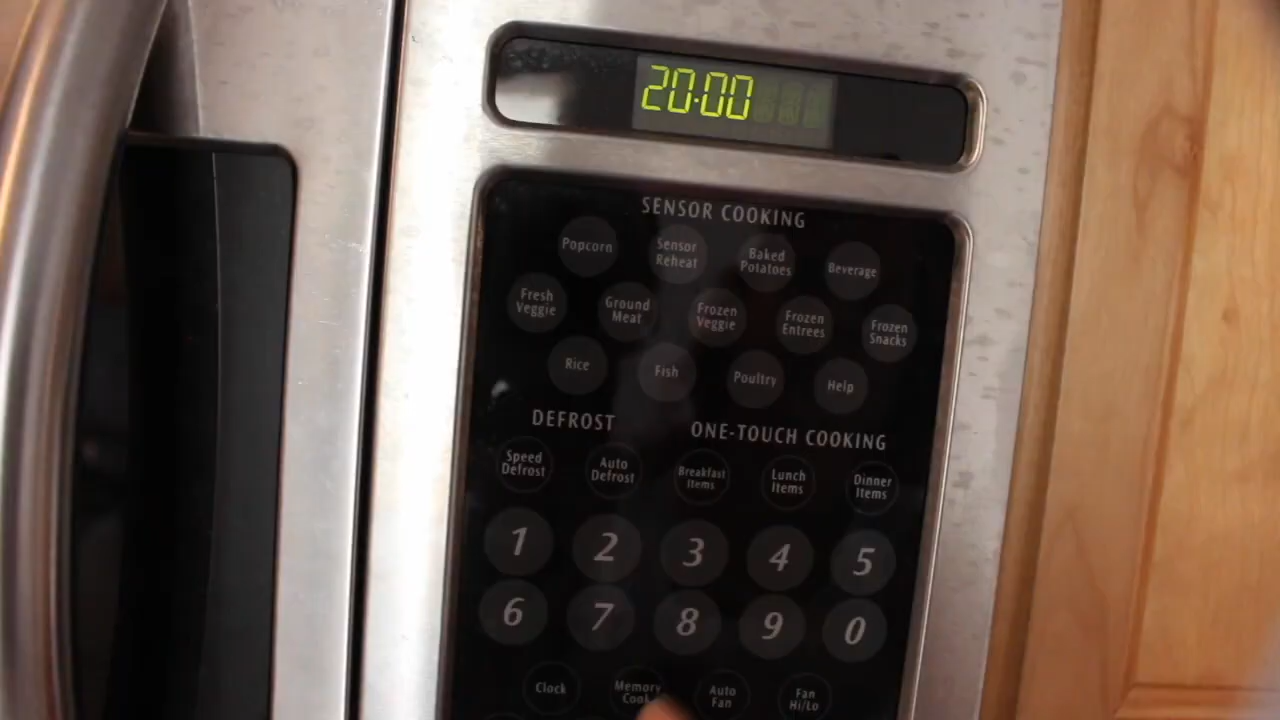 20:00
SENSOR COOKING
Popcorn
Sensor
Reheat
Baked
Potatoes
Beverage
Fresh
Veggie
Ground
Meat
Frozen
Veggie
Frozen
Entrees
Frozen
Snacks
Rice
Fish
Poultry
Help
DEFROST
ONE-TOUCH COOKING
Speed
Defrost
Auto
Defrost
Breakfast
Items
Lunch
Items
Dinner
Items
1 2 3 4 5
6 7 8 9 0
Clock
Memory
Cook
Auto
Fan
Fan
Hi/Lo